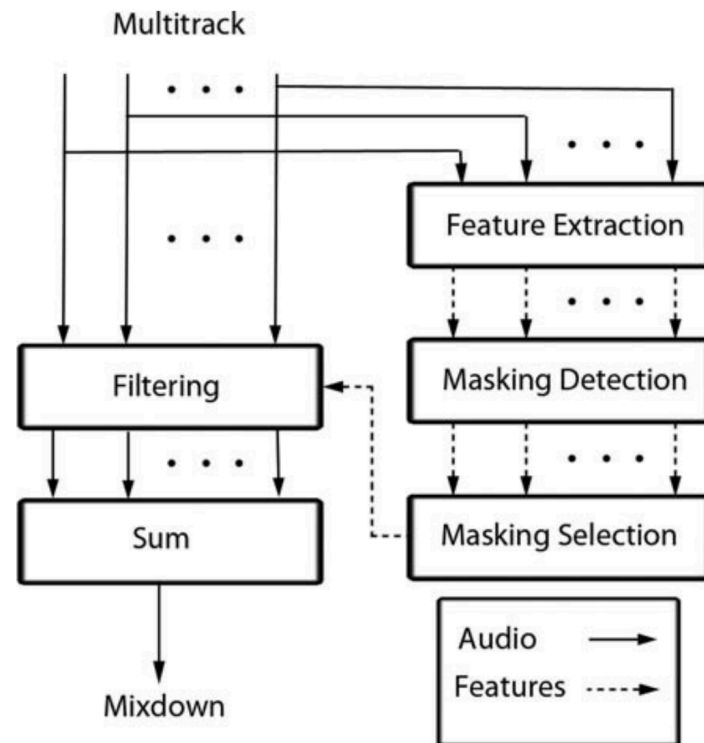 Multitrack
Feature Extraction
Masking Detection
Filtering
Masking Selection
Sum
Audio
Features
Mixdown